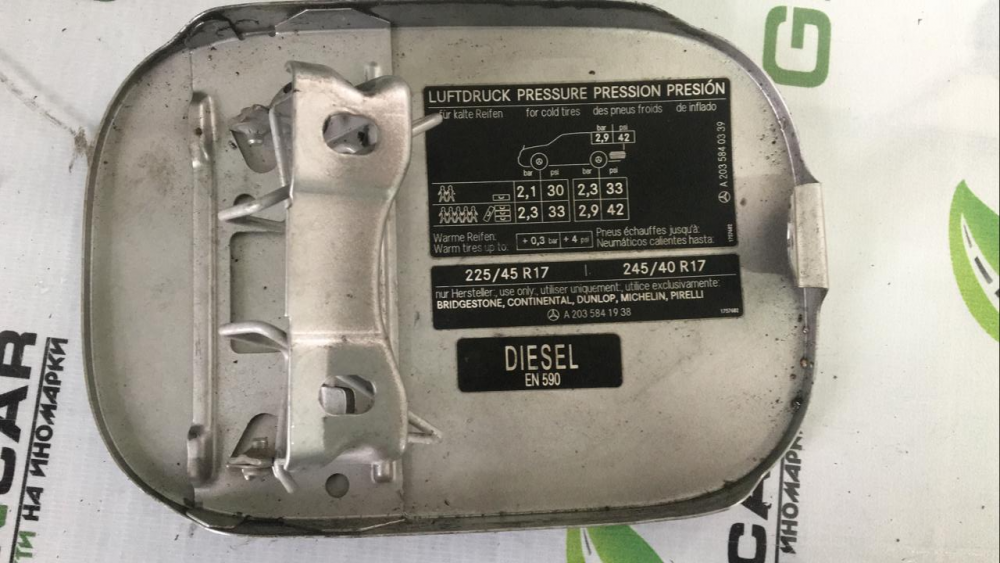 LUFTDRUCK PRESSURE PRESSION PRESIÓN
für kalte Reifen for cold tires des pneus froids de inflado
bar psi
2,9 42
bar psi bar psi
2,1 30 2,3 33
2,3 33 2,9 42
Warme Reifen: + 0,3 bar + 4 psi Pneus échauffes jusqu'à:
Warm tires up to: Neumáticos calientes hasta:
A 203 584 03 39
225/45 R17 245/40 R17
nur Hersteller:, use only:, utiliser uniquement:, utilice exclusivamente:
BRIDGESTONE, CONTINENTAL, DUNLOP, MICHELIN, PIRELLI
A 203 584 19 38
DIESEL
EN 590
G
CAR
ТИ НА ИНОМАРКИ
CAR
ИНОМАРКИ